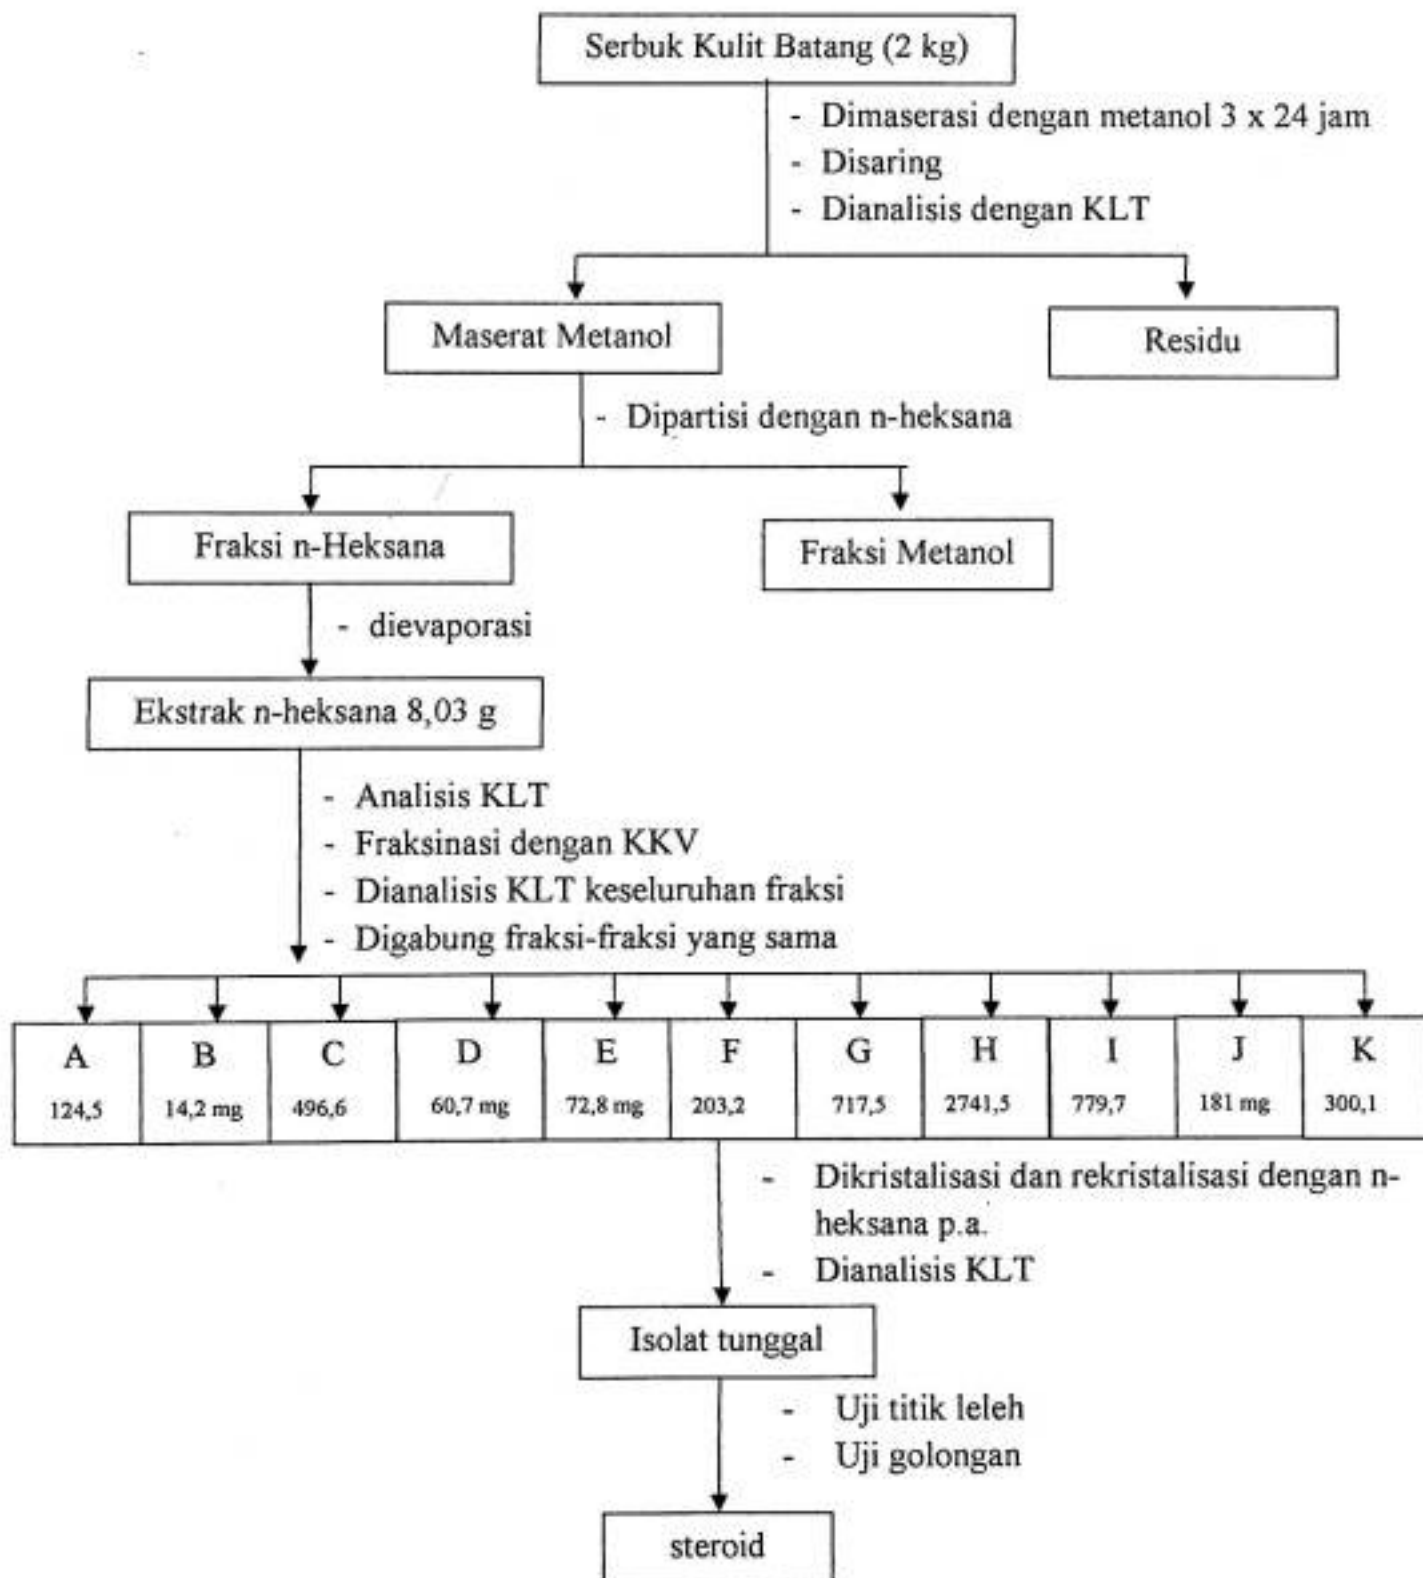 Serbuk Kulit Batang (2 kg)
- Dimaserasi dengan metanol 3 x 24 jam
- Disaring
- Dianalisis dengan KLT
Maserat Metanol
Residu
- Dipartisi dengan n-heksana
Fraksi n-Heksana
Fraksi Metanol
- dievaporasi
Ekstrak n-heksana 8,03 g
- Analisis KLT
- Fraksinasi dengan KKV
- Dianalisis KLT keseluruhan fraksi
- Digabung fraksi-fraksi yang sama
A B C D E F G H I J K
124,5 14,2 mg 496,6 60,7 mg 72,8 mg 203,2 717,5 2741,5 779,7 181 mg 300,1
- Dikristalisasi dan rekristalisasi dengan n-
heksana p.a.
- Dianalisis KLT
Isolat tunggal
- Uji titik leleh
- Uji golongan
steroid